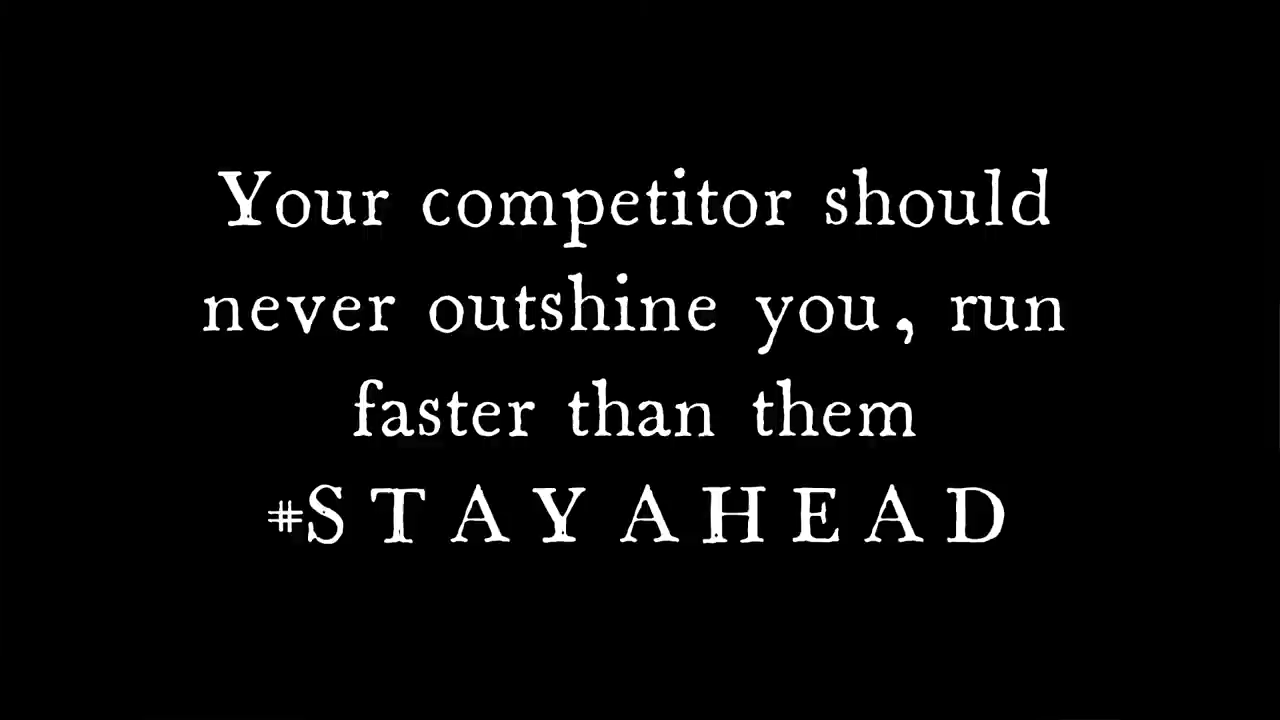 Your competitor should
never outshine you, run
faster than them
#STAYAHEAD